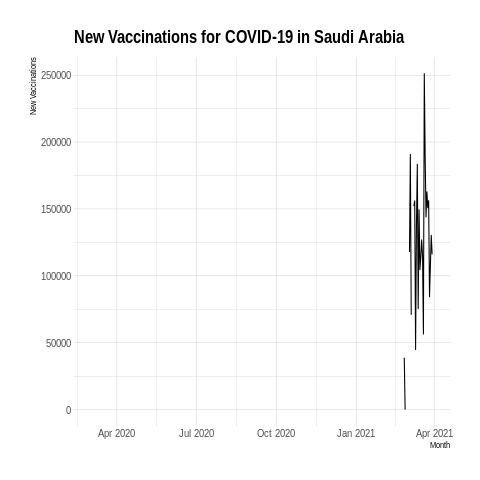 New Vaccinations for COVID-19 in Saudi Arabia
New Vaccinations
250000
200000
150000
100000
50000
0
Apr 2020 Jul 2020 Oct 2020 Jan 2021 Apr 2021
Month